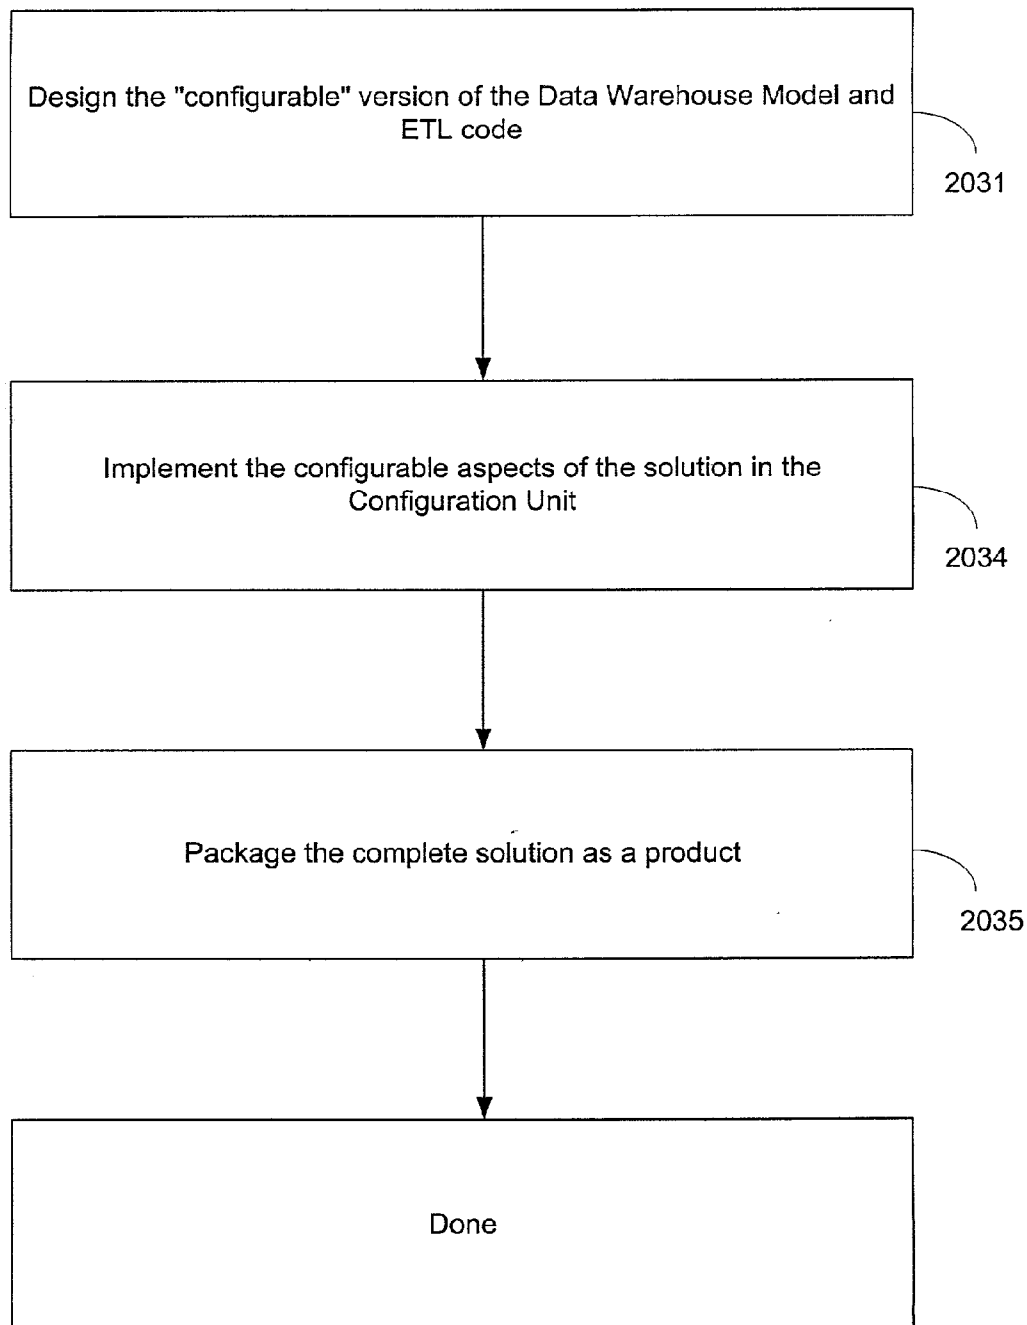 Design the "configurable" version of the Data Warehouse Model and
ETL code
2031
Implement the configurable aspects of the solution in the
Configuration Unit
2034
Package the complete solution as a product
2035
Done